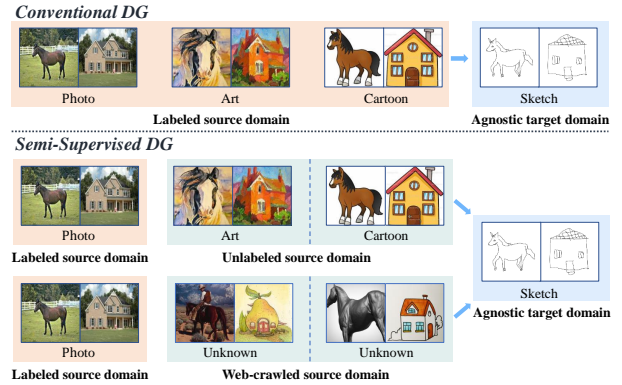 Conventional DG
Photo
Art
Cartoon
Sketch
Labeled source domain
Agnostic target domain
Semi-Supervised DG
Photo
Art
Cartoon
Labeled source domain
Unlabeled source domain
Sketch
Agnostic target domain
Photo
Unknown
Unknown
Labeled source domain
Web-crawled source domain